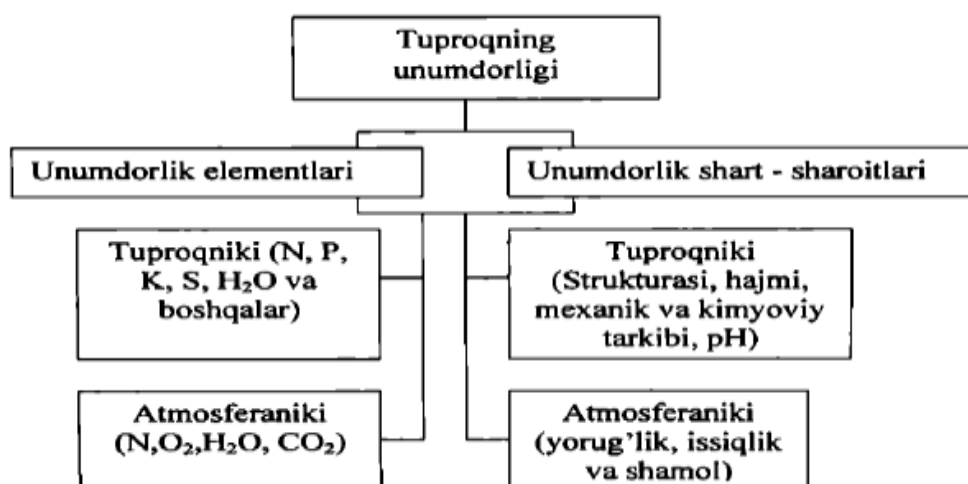 Tuproqning
unumdorligi
Unumdorlik elementlari
Unumdorlik shart - sharoitlari
Tuproqniki (N, P,
K, S, H₂O va
boshqalar)
Tuproqniki
(Strukturasi, hajmi,
mexanik va kimyoviy
tarkibi, pH)
Atmosferaniki
(N,O₂,H₂O, CO₂)
Atmosferaniki
(yorug'lik, issiqlik
va shamol)